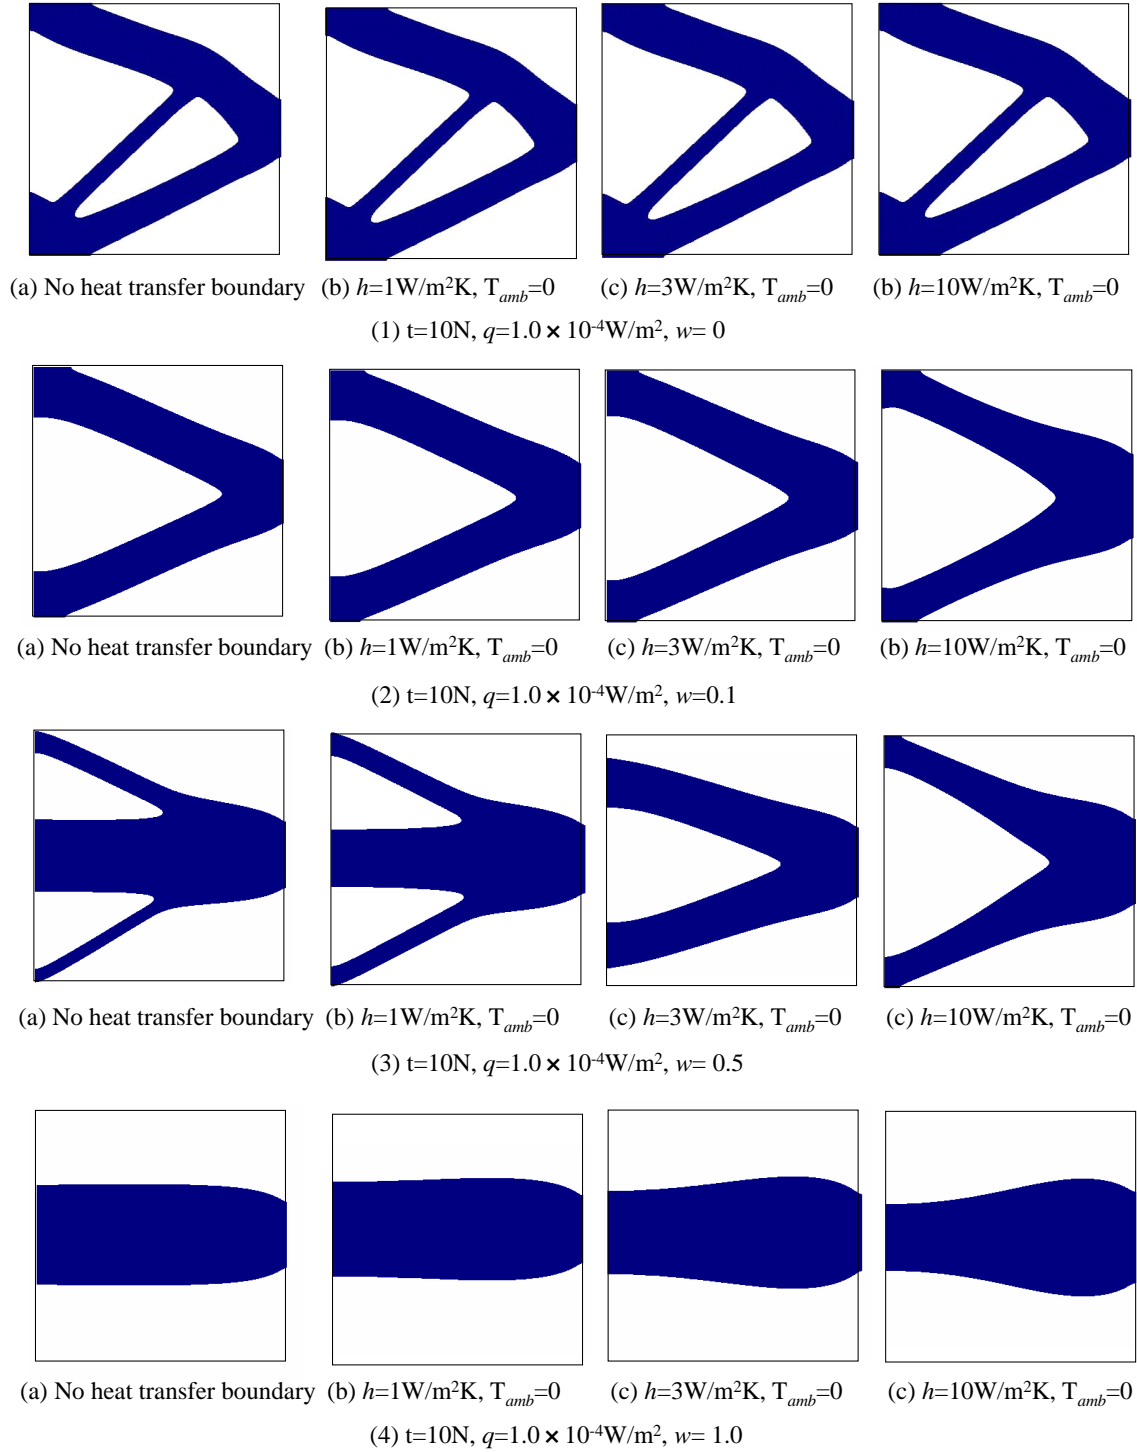 (a) No heat transfer boundary (b) h=1W/m²K, Tamb=0 (c) h=3W/m²K, Tamb=0 (b) h=10W/m²K, Tamb=0
(1) t=10N, q=1.0 × 10⁻⁴W/m², w= 0
(a) No heat transfer boundary (b) h=1W/m²K, Tamb=0 (c) h=3W/m²K, Tamb=0 (b) h=10W/m²K, Tamb=0
(2) t=10N, q=1.0 × 10⁻⁴W/m², w=0.1
(a) No heat transfer boundary (b) h=1W/m²K, Tamb=0 (c) h=3W/m²K, Tamb=0 (c) h=10W/m²K, Tamb=0
(3) t=10N, q=1.0 × 10⁻⁴W/m², w= 0.5
(a) No heat transfer boundary (b) h=1W/m²K, Tamb=0 (c) h=3W/m²K, Tamb=0 (c) h=10W/m²K, Tamb=0
(4) t=10N, q=1.0 × 10⁻⁴W/m², w= 1.0